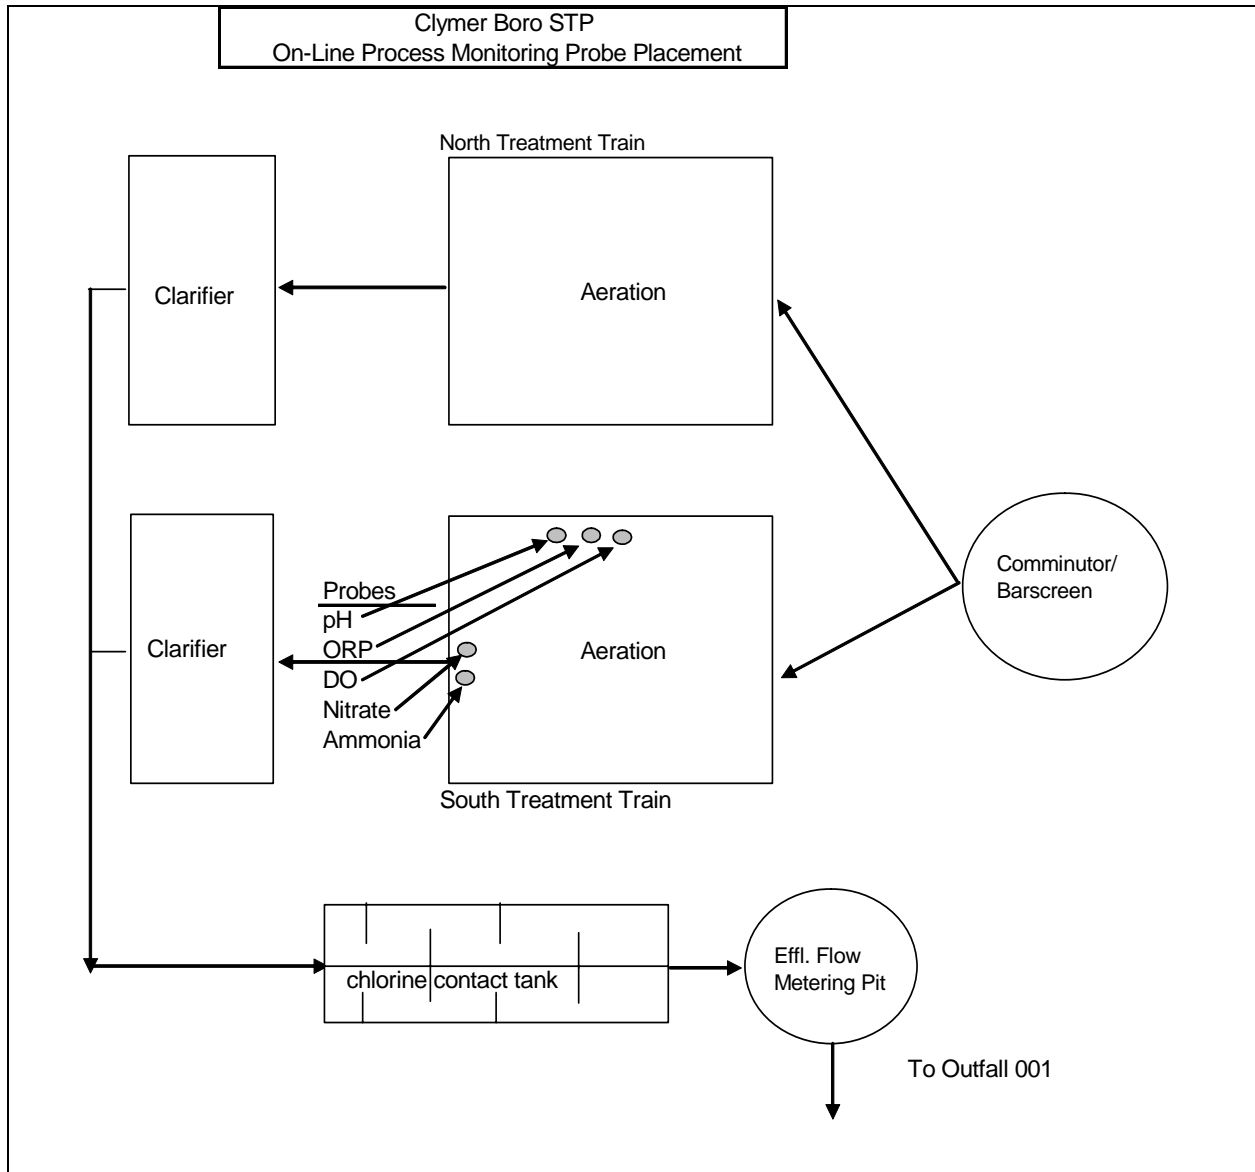 Clymer Boro STP
On-Line Process Monitoring Probe Placement
North Treatment Train
Clarifier
Aeration
Comminutor/
Barscreen
Probes
pH
ORP
DO
Nitrate
Ammonia
Clarifier
Aeration
South Treatment Train
chlorine contact tank
Effl. Flow
Metering Pit
To Outfall 001